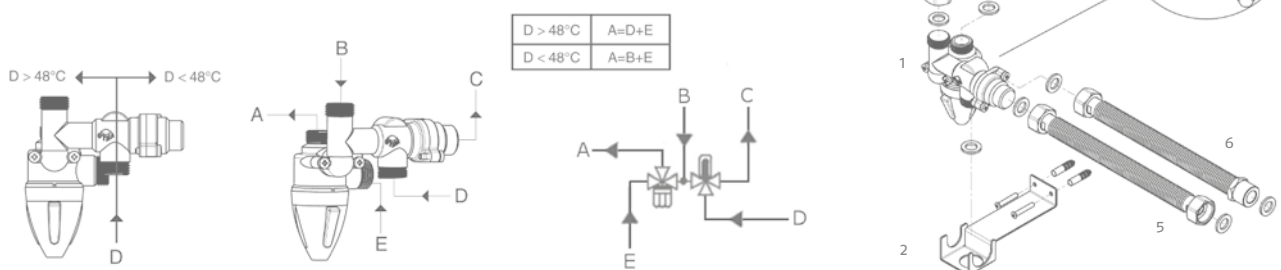 D > 48°C
D < 48°C
D
B
A
C
D
E
D > 48°C A=D+E
D < 48°C A=B+E
B
C
A
D
E
1
6
5
2